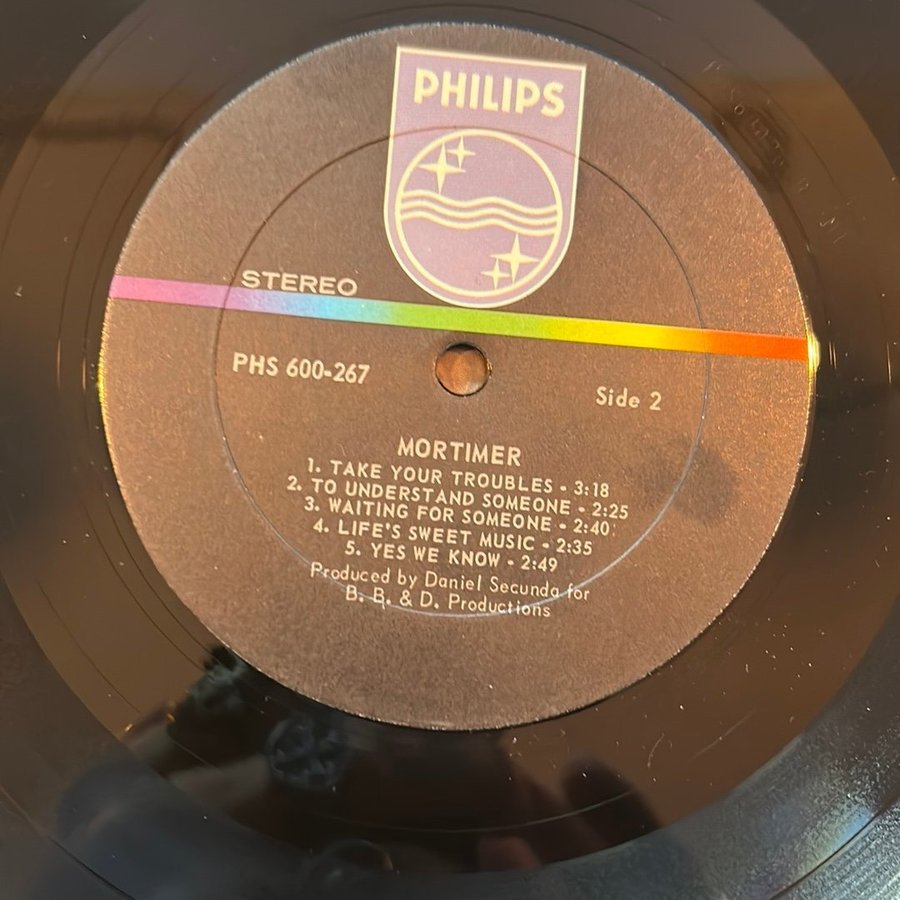 PHILIPS
STEREO
PHS 600-267
Side 2
MORTIMER
1. TAKE YOUR TROUBLES - 3:18
2. TO UNDERSTAND SOMEONE - 2:25
3. WAITING FOR SOMEONE - 2:40
4. LIFE'S SWEET MUSIC - 2:35
5. YES WE KNOW - 2:49
Produced by Daniel Secunda for
B. B. & D. Productions